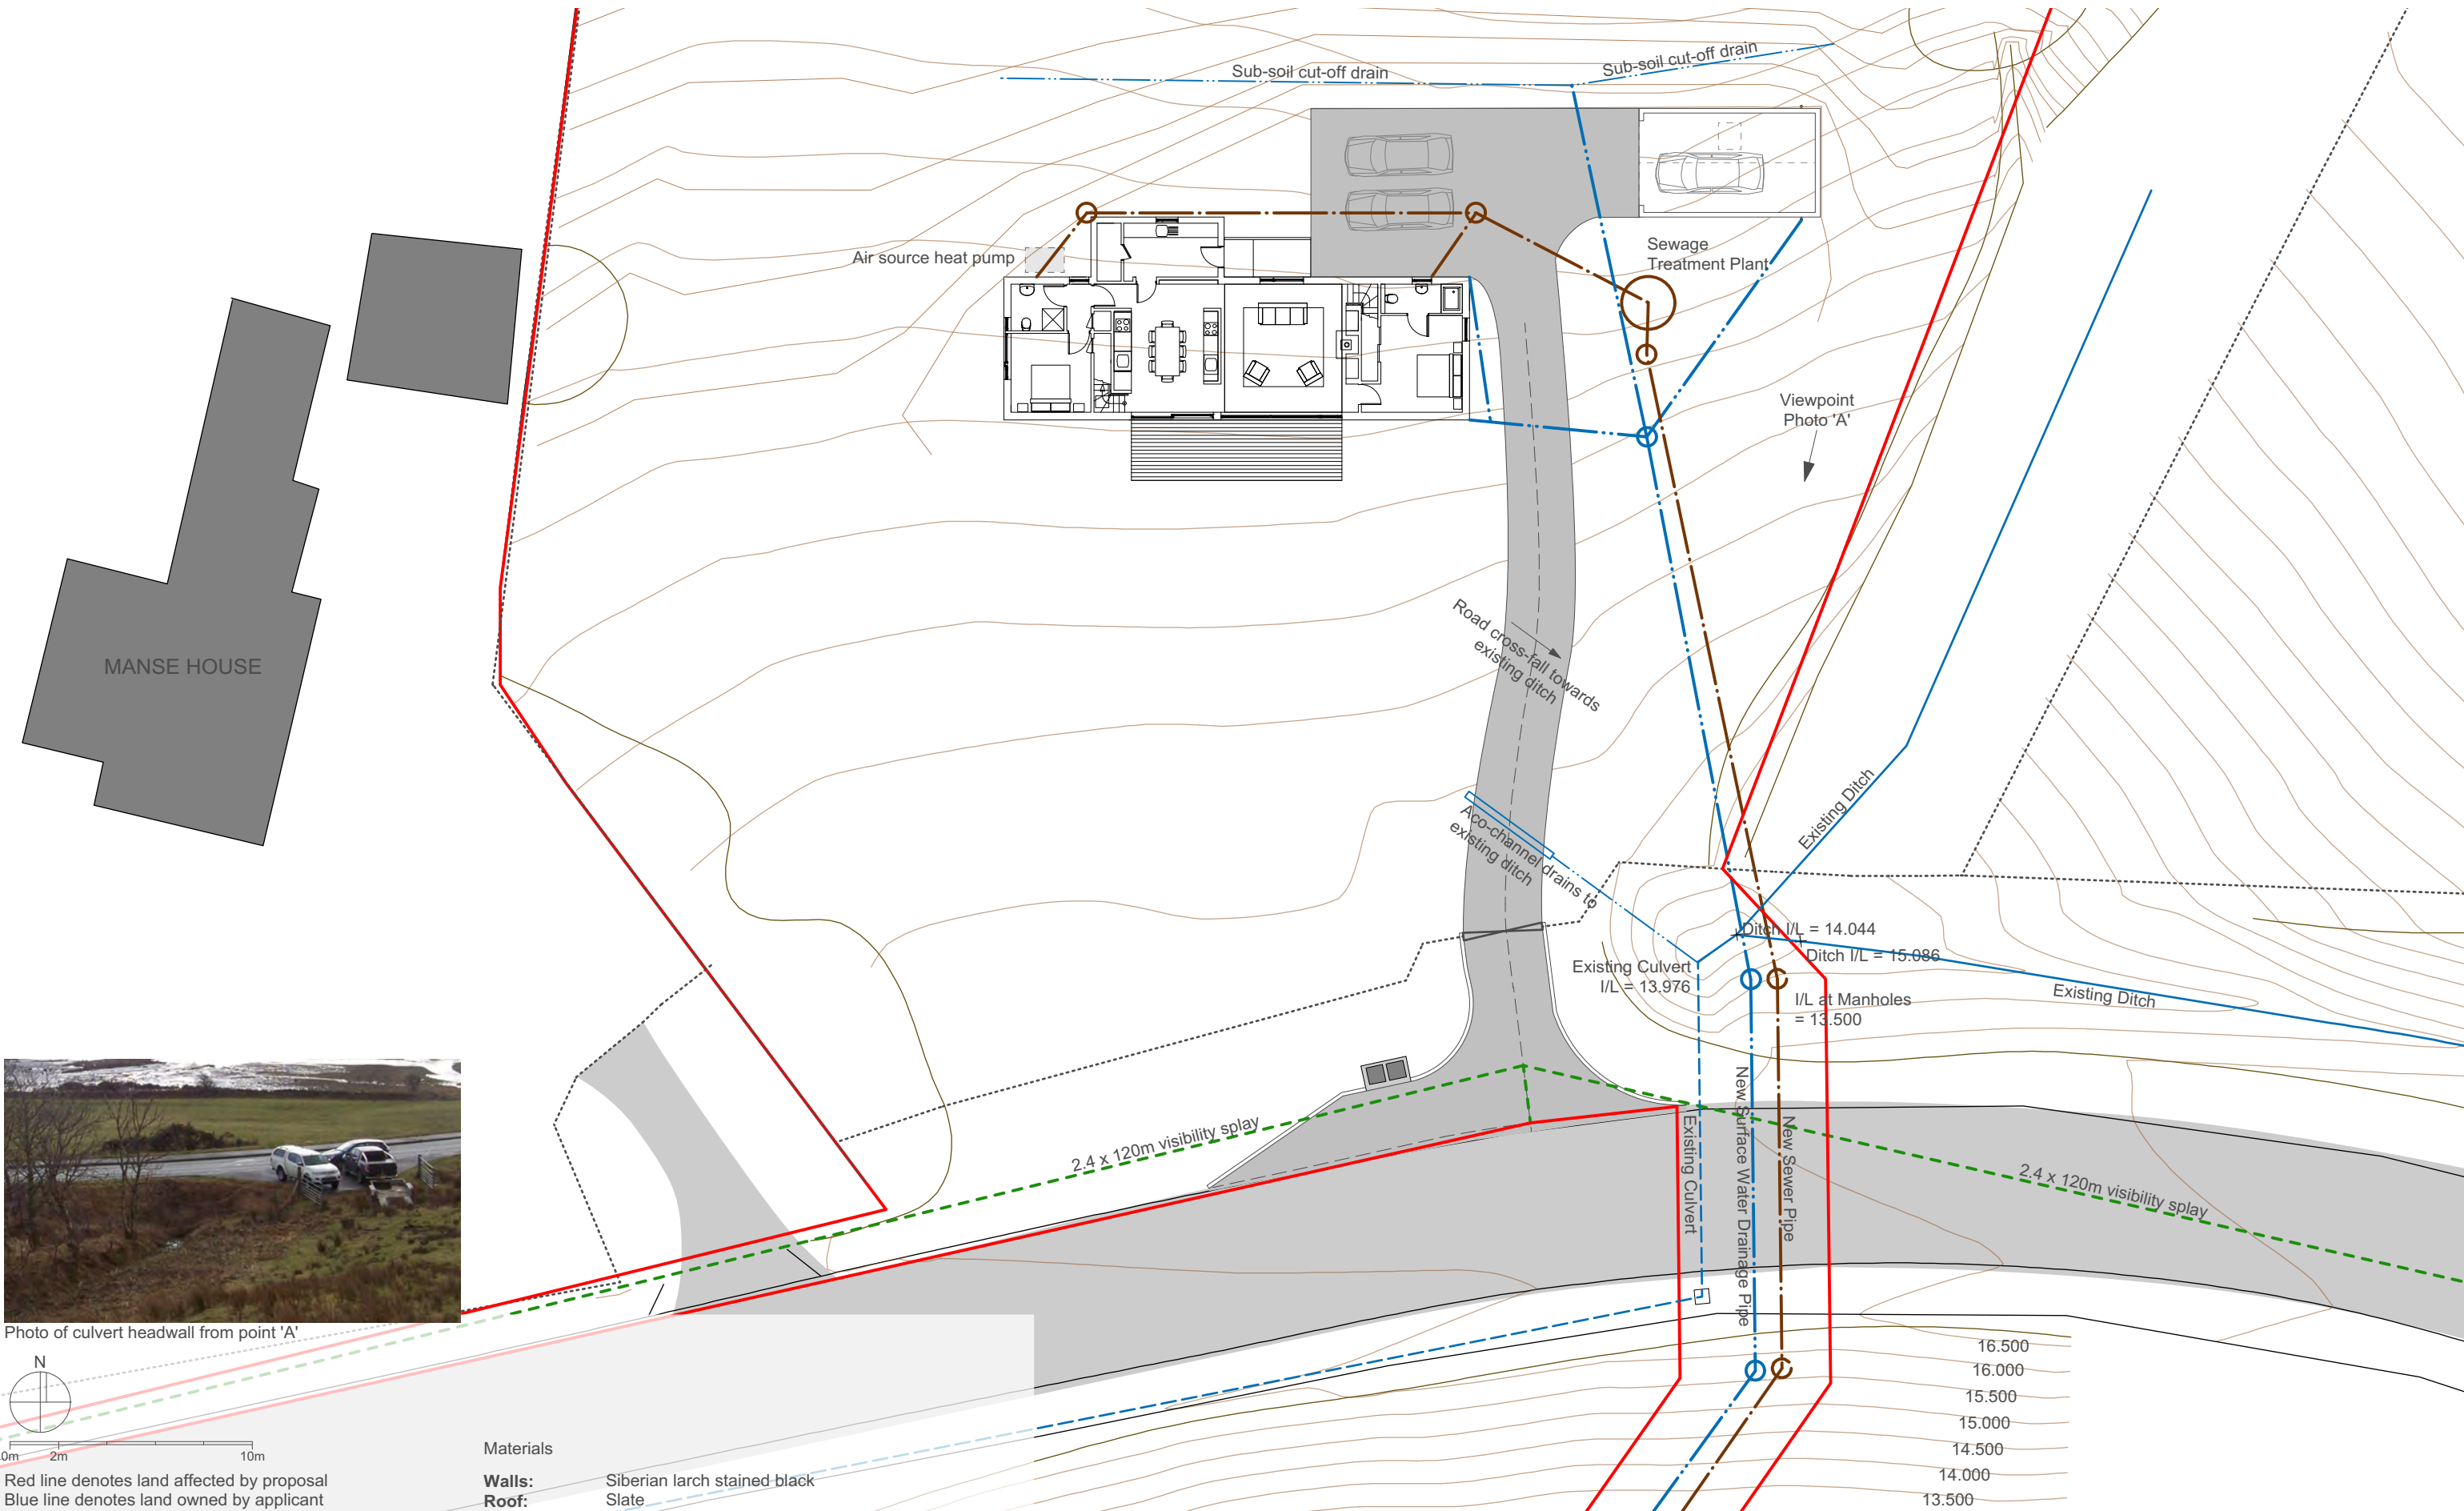 Sub-soil cut-off drain
Sub-soil cut-off drain
Air source heat pump
Sewage
Treatment Plant
Viewpoint
Photo 'A'
MANSE HOUSE
Road cross-fall towards
existing ditch
Aco-channel drains to
existing ditch
Existing Ditch
Ditch I/L = 14.044
Ditch I/L = 15.086
Existing Culvert
I/L = 13.976
I/L at Manholes
= 13.500
Existing Ditch
2.4 x 120m visibility splay
Existing Culvert
New Surface Water Drainage Pipe
New Sewer Pipe
2.4 x 120m visibility splay
Photo of culvert headwall from point 'A'
N
0m 2m 10m
Red line denotes land affected by proposal
Blue line denotes land owned by applicant
Materials
Walls: Siberian larch stained black
Roof: Slate
16.500
16.000
15.500
15.000
14.500
14.000
13.500